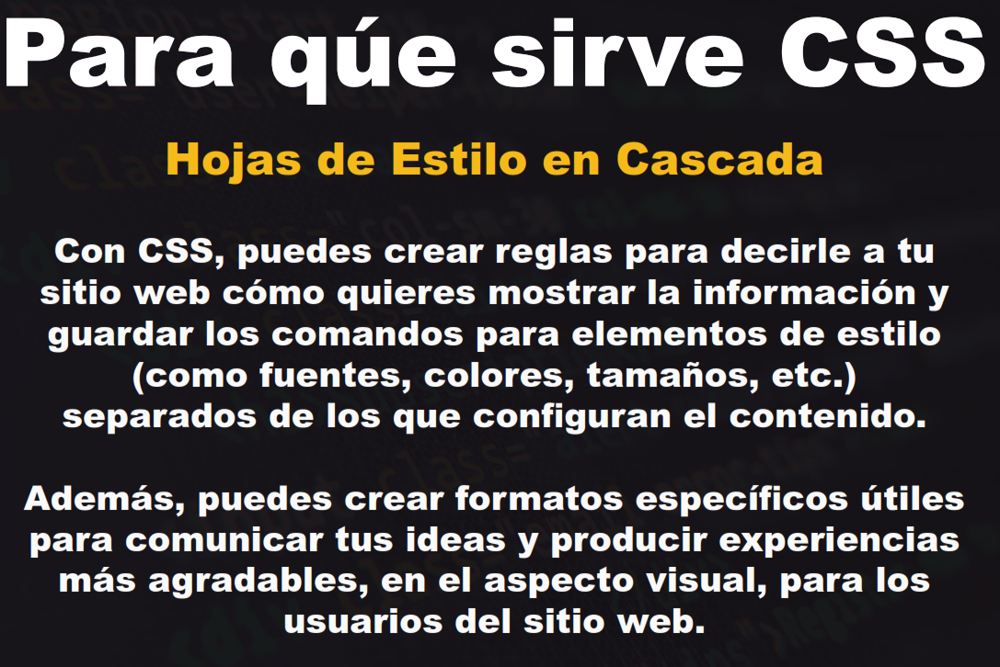 Para qúe sirve CSS
Hojas de Estilo en Cascada
Con CSS, puedes crear reglas para decirle a tu
sitio web cómo quieres mostrar la información y
guardar los comandos para elementos de estilo
(como fuentes, colores, tamaños, etc.)
separados de los que configuran el contenido.
Además, puedes crear formatos específicos útiles
para comunicar tus ideas y producir experiencias
más agradables, en el aspecto visual, para los
usuarios del sitio web.